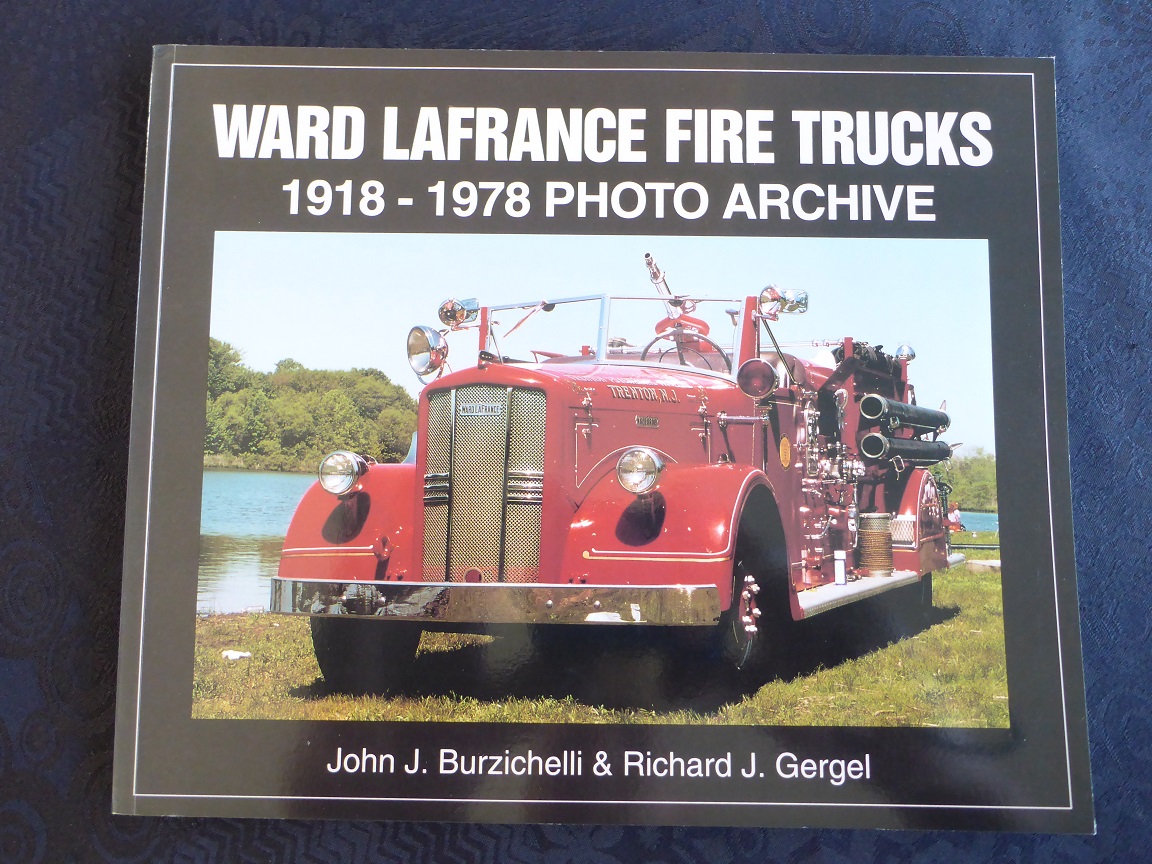 WARD LAFRANCE FIRE TRUCKS
1918 - 1978 PHOTO ARCHIVE
TRENTON, N.J.
WARD LAFRANCE
John J. Burzichelli & Richard J. Gergel